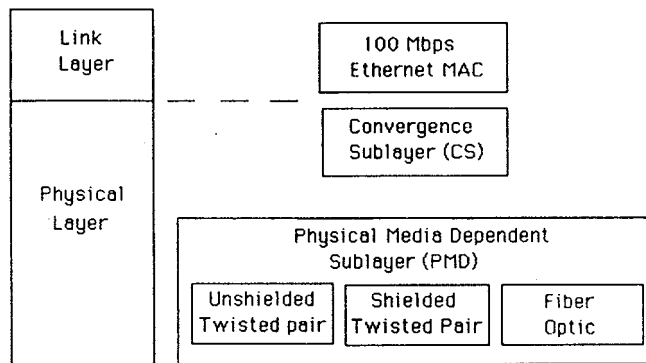 Link
Layer
100 Mbps
Ethernet MAC
Convergence
Sublayer (CS)
Physical
Layer
Physical Media Dependent
Sublayer (PMD)
Unshielded
Twisted pair
Shielded
Twisted Pair
Fiber
Optic